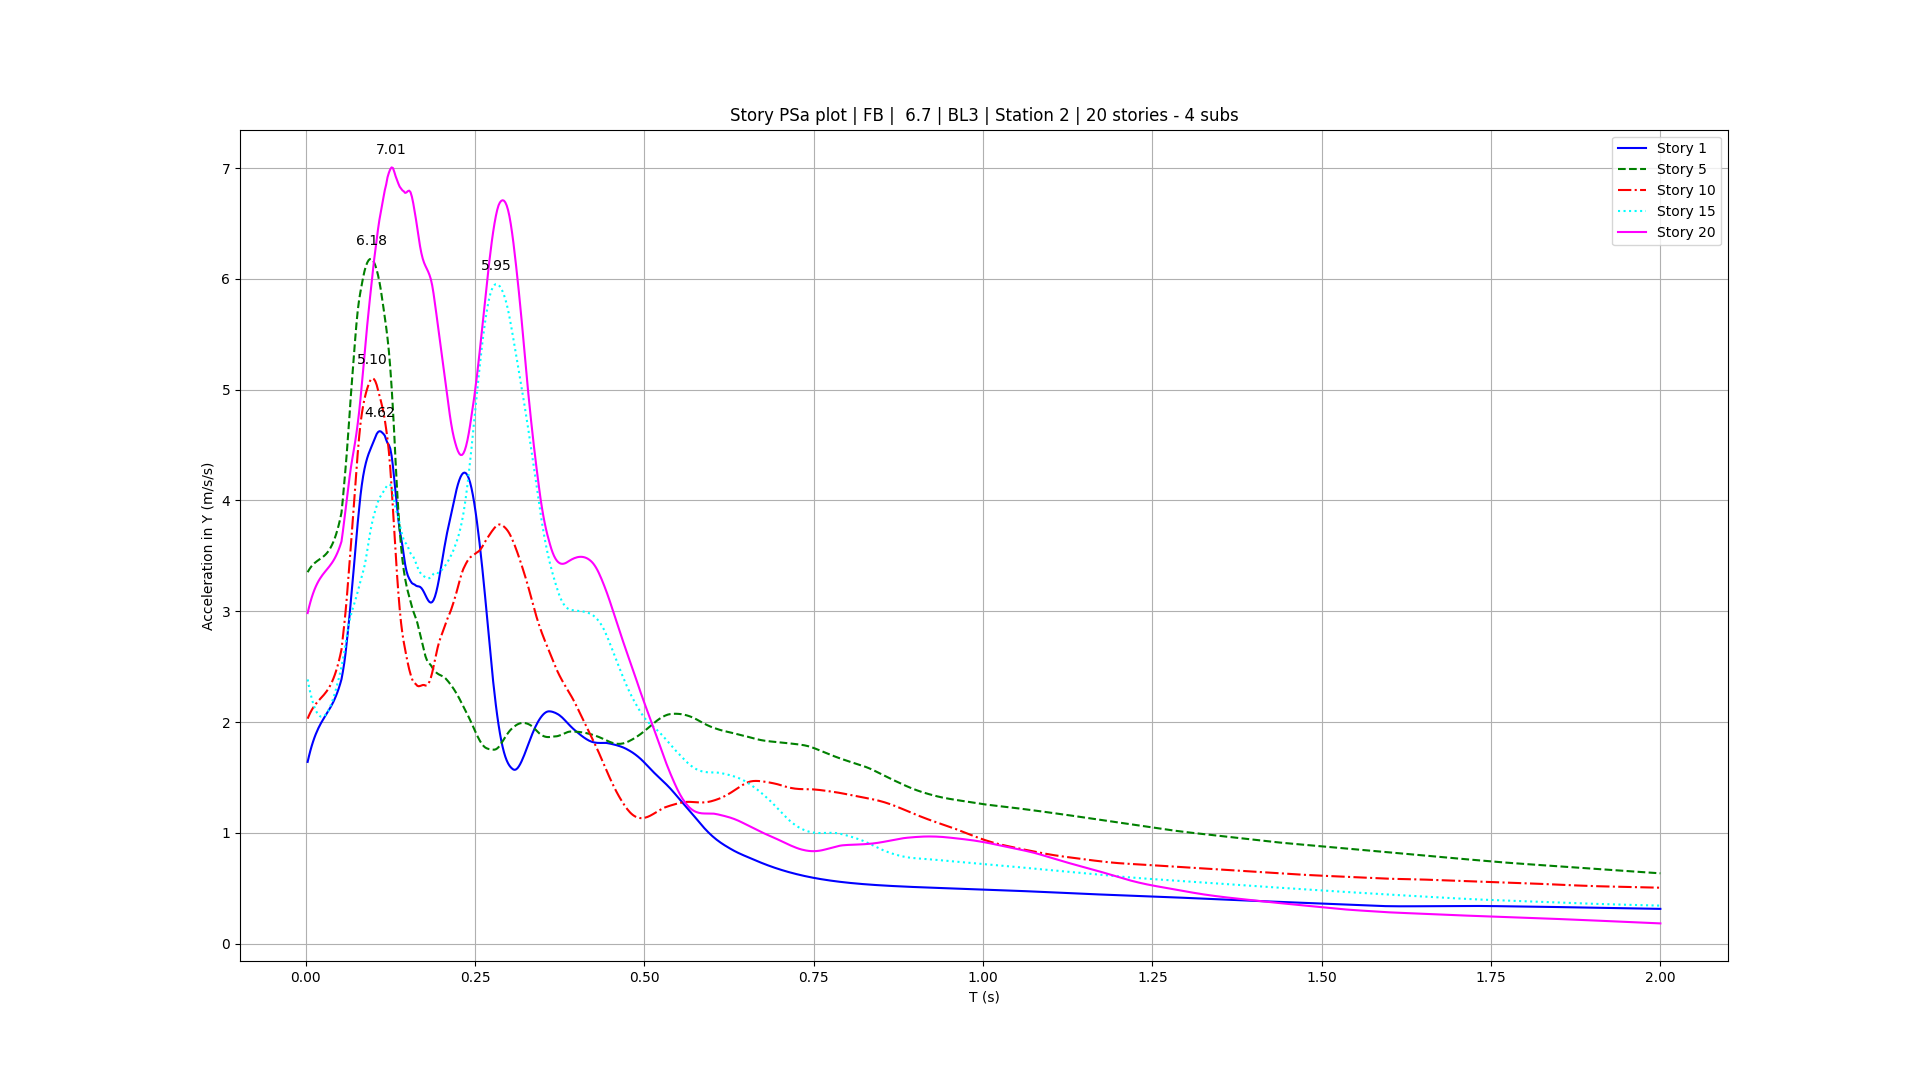 Story PSa plot | FB |  6.7 | BL3 | Station 2 | 20 stories - 4 subs
Story 1
Story 5
Story 10
Story 15
Story 20
7.01
6.18
5.95
5.10
4.62
Acceleration in Y (m/s/s)
7
6
5
4
3
2
1
0
0.00 0.25 0.50 0.75 1.00 1.25 1.50 1.75 2.00
T (s)